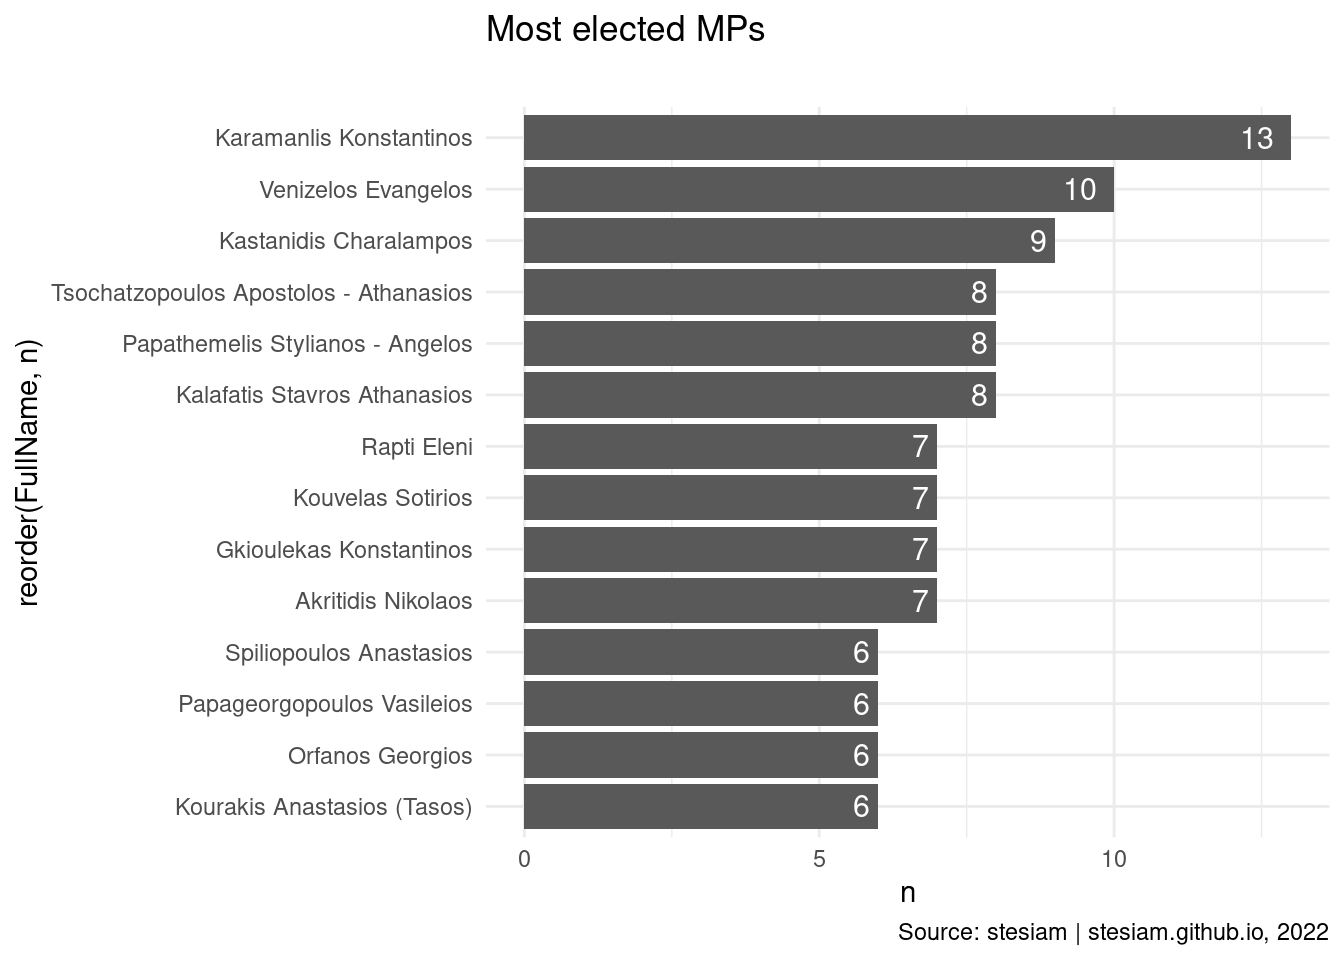 Most elected MPs
reorder(FullName, n)
Karamanlis Konstantinos 13
Venizelos Evangelos 10
Kastanidis Charalampos 9
Tsochatzopoulos Apostolos - Athanasios 8
Papathemelis Stylianos - Angelos 8
Kalafatis Stavros Athanasios 8
Rapti Eleni 7
Kouvelas Sotirios 7
Gkioulekas Konstantinos 7
Akritidis Nikolaos 7
Spiliopoulos Anastasios 6
Papageorgopoulos Vasileios 6
Orfanos Georgios 6
Kourakis Anastasios (Tasos) 6
0 5 10
n
Source: stesiam | stesiam.github.io, 2022